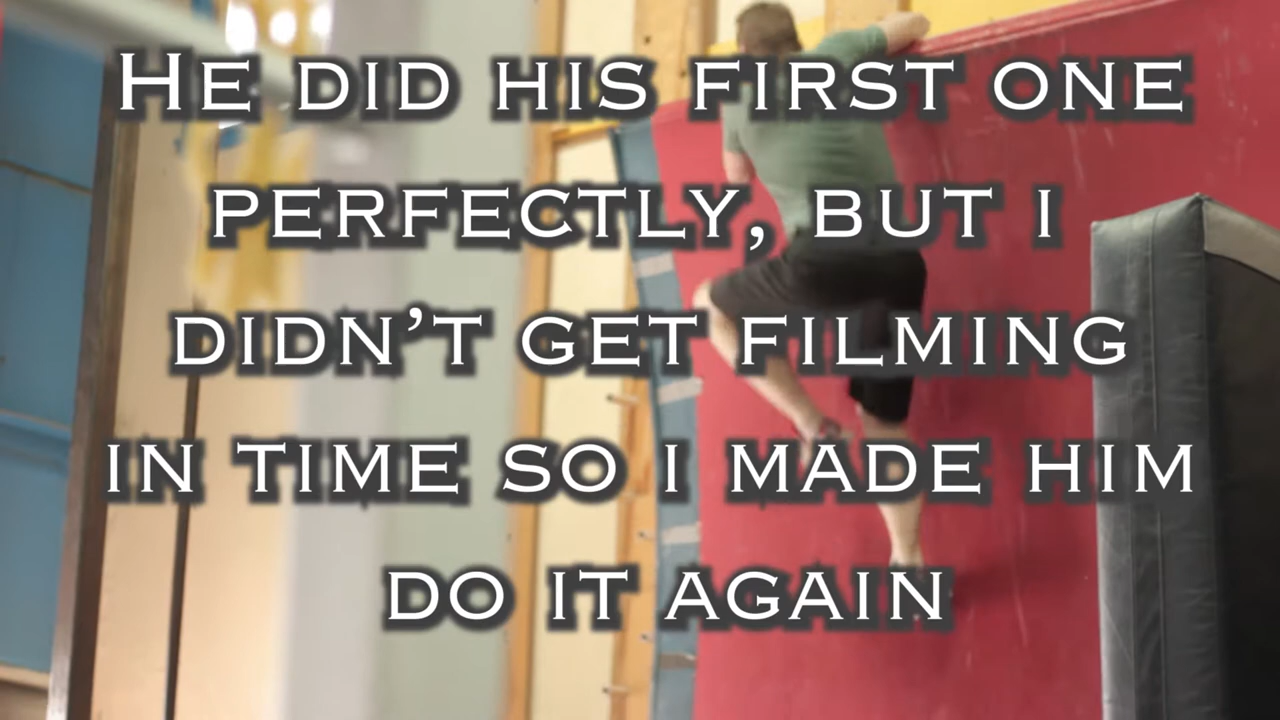 He did his first one
perfectly, but I
didn't get filming
in time so I made him
do it again